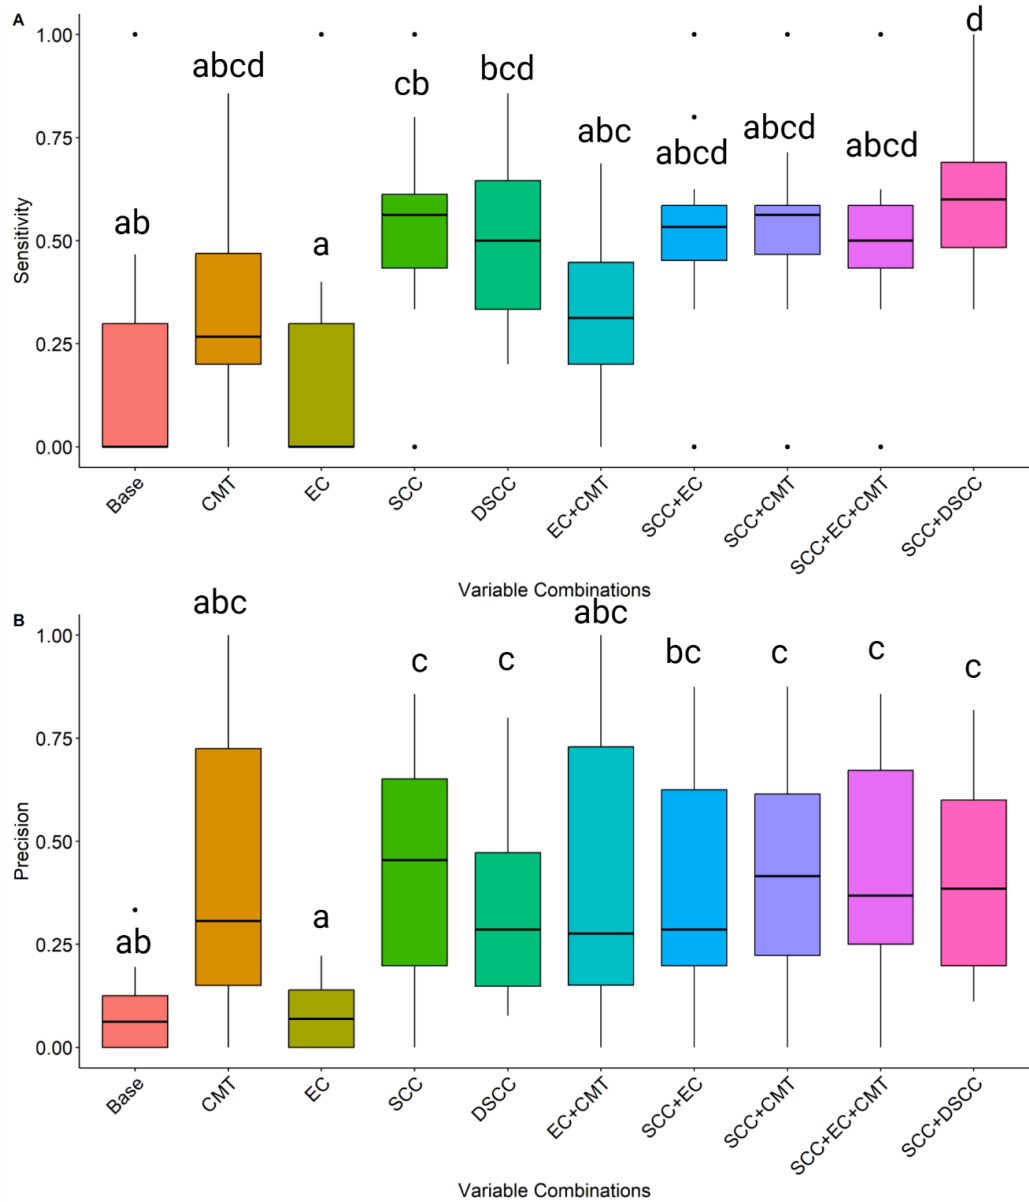 A
1.00
0.75
0.50
0.25
0.00
Sensitivity
ab
abcd
a
cb
bcd
abc
abcd
abcd
abcd
d
Base
CMT
EC
SCC
DSCC
EC+CMT
SCC+EC
SCC+CMT
SCC+EC+CMT
SCC+DSCC
Variable Combinations
B
1.00
0.75
0.50
0.25
0.00
Precision
ab
abc
a
c
c
abc
bc
c
c
c
Base
CMT
EC
SCC
DSCC
EC+CMT
SCC+EC
SCC+CMT
SCC+EC+CMT
SCC+DSCC
Variable Combinations